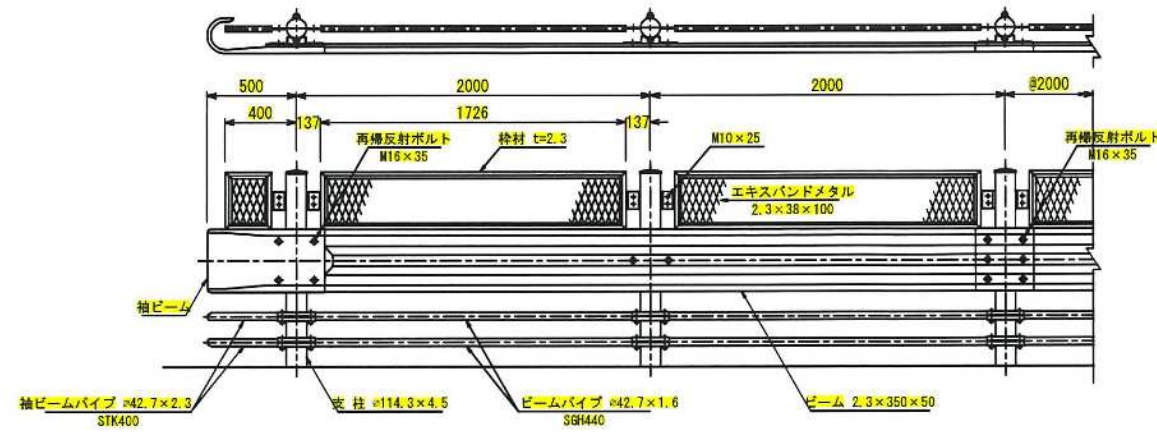 500
2000
2000
@2000
400
137
1726
137
再帰反射ボルト
M16×35
枠材 t=2.3
M10×25
再帰反射ボルト
M16×35
エキスパンドメタル
2.3×38×100
袖ビーム
袖ビームパイプ ø42.7×2.3
STK400
支 柱 ø114.3×4.5
ビームパイプ ø42.7×1.6
SGH440
ビーム 2.3×350×50